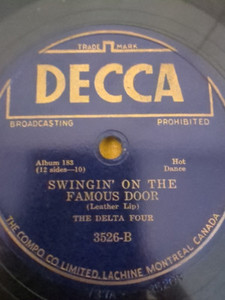 TRADE MARK
DECCA
BROADCASTING PROHIBITED
Album 183 Hot
(12 sides—10) Dance
SWINGIN' ON THE
FAMOUS DOOR
(Leather Lip)
THE DELTA FOUR
3526-B
THE COMPO CO. LIMITED. LACHINE MONTREAL CANADA